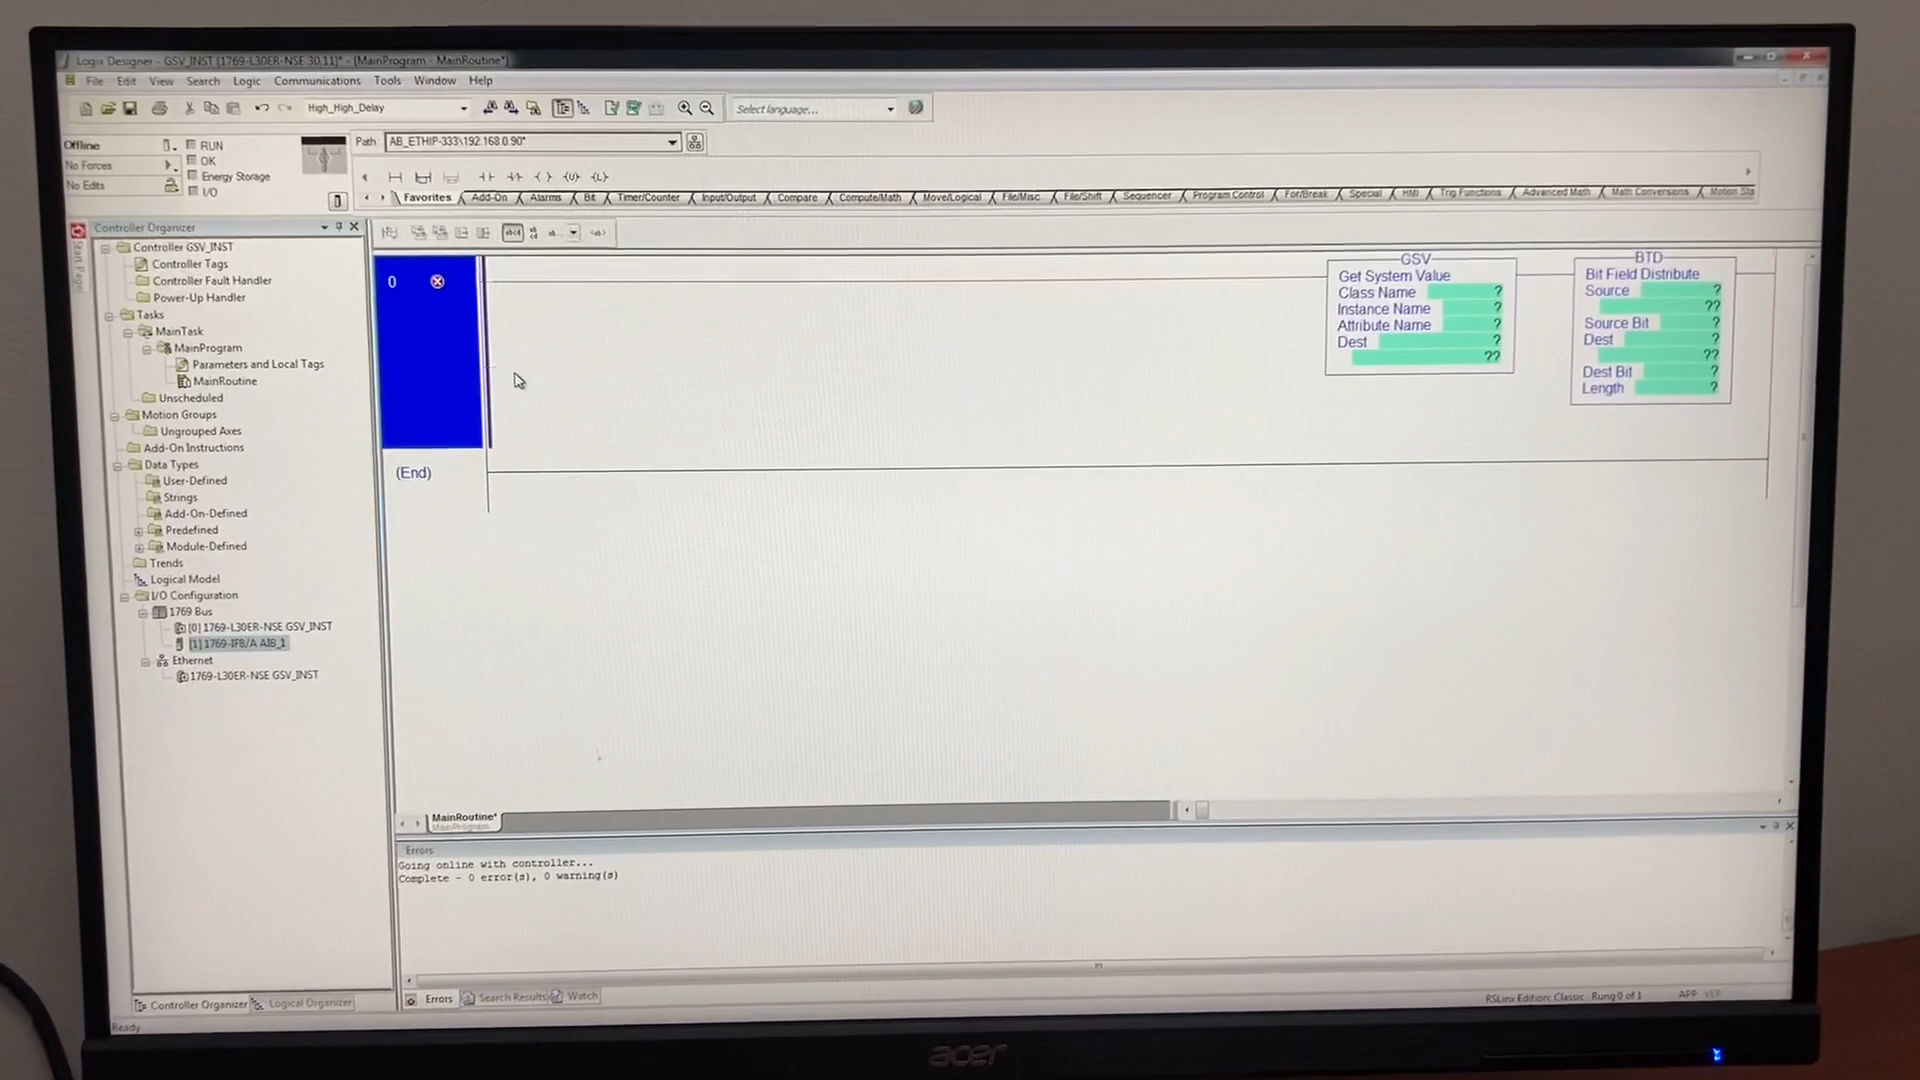 Logix Designer - GSV_INST [1769-L30ER-NSE 30.11]* - [MainProgram - MainRoutine*]
File Edit View Search Logic Communications Tools Window Help
High_High_Delay
Select language...
Offline
RUN
No Forces
OK
No Edits
Energy Storage
I/O
Path: AB_ETHIP-333\192.168.0.90*
Favorites Add-On Alarms Bit Timer/Counter Input/Output Compare Compute/Math Move/Logical File/Misc. File/Shift Sequencer Program Control For/Break Special HMI Trig Functions Advanced Math Math Conversions Motion Sta
Start Page
Controller Organizer
Controller GSV_INST
Controller Tags
Controller Fault Handler
Power-Up Handler
Tasks
MainTask
MainProgram
Parameters and Local Tags
MainRoutine
Unscheduled
Motion Groups
Ungrouped Axes
Add-On Instructions
Data Types
User-Defined
Strings
Add-On-Defined
Predefined
Module-Defined
Trends
Logical Model
I/O Configuration
1769 Bus
[0] 1769-L30ER-NSE GSV_INST
[1] 1769-IF8/A AI8_1
Ethernet
1769-L30ER-NSE GSV_INST
Controller Organizer Logical Organizer
Ready
0
(End)
GSV
Get System Value
Class Name ?
Instance Name ?
Attribute Name ?
Dest ?
??
BTD
Bit Field Distribute
Source ?
??
Source Bit ?
Dest ?
??
Dest Bit ?
Length ?
MainRoutine*
MainProgram
Errors
Going online with controller...
Complete - 0 error(s), 0 warning(s)
Errors Search Results Watch
RSLinx Edition: Classic Rung 0 of 1 APP VER
acer